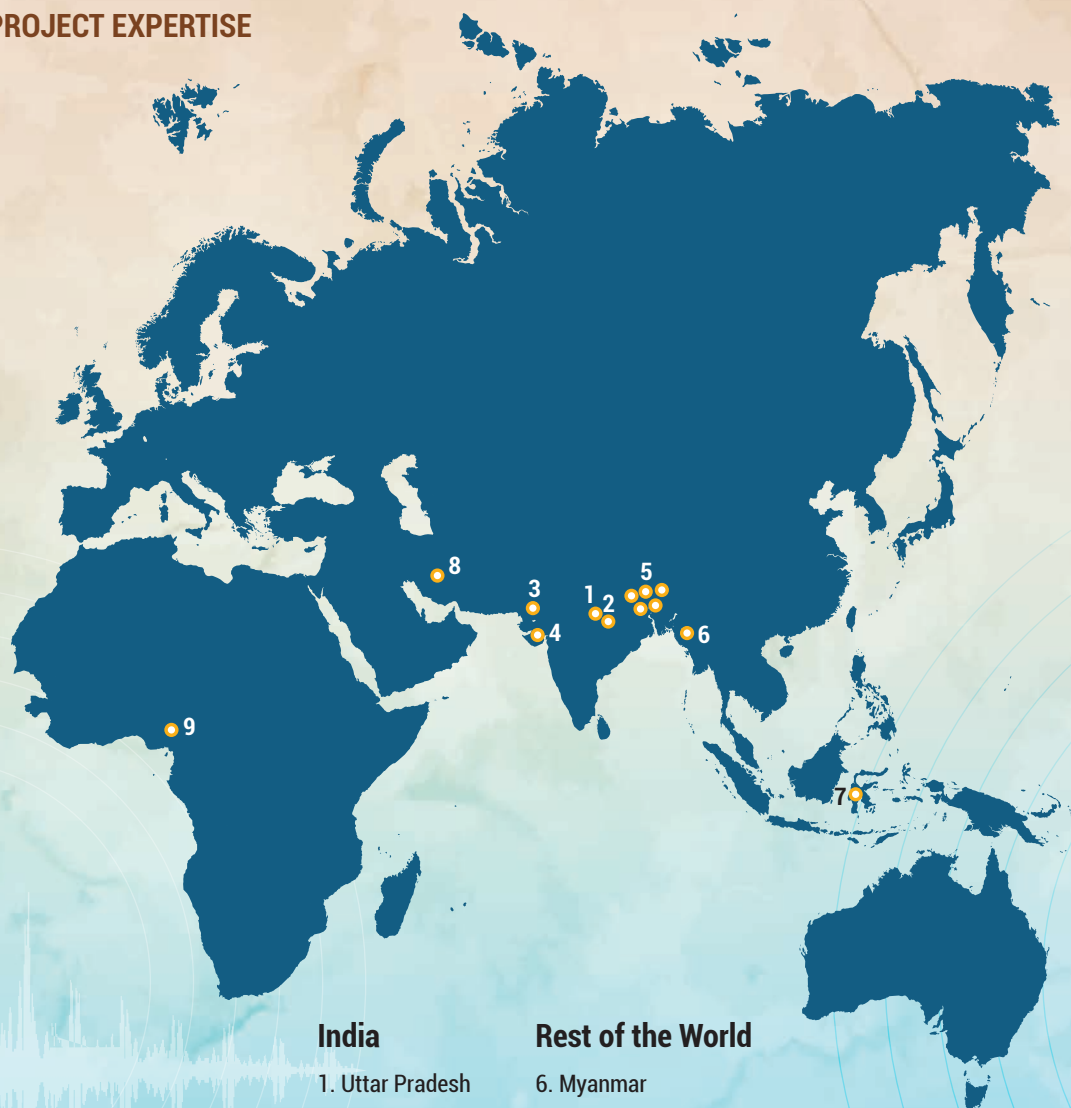 PROJECT EXPERTISE
8
3
5
1
2
4
6
9
7
India
Rest of the World
1. Uttar Pradesh
6. Myanmar